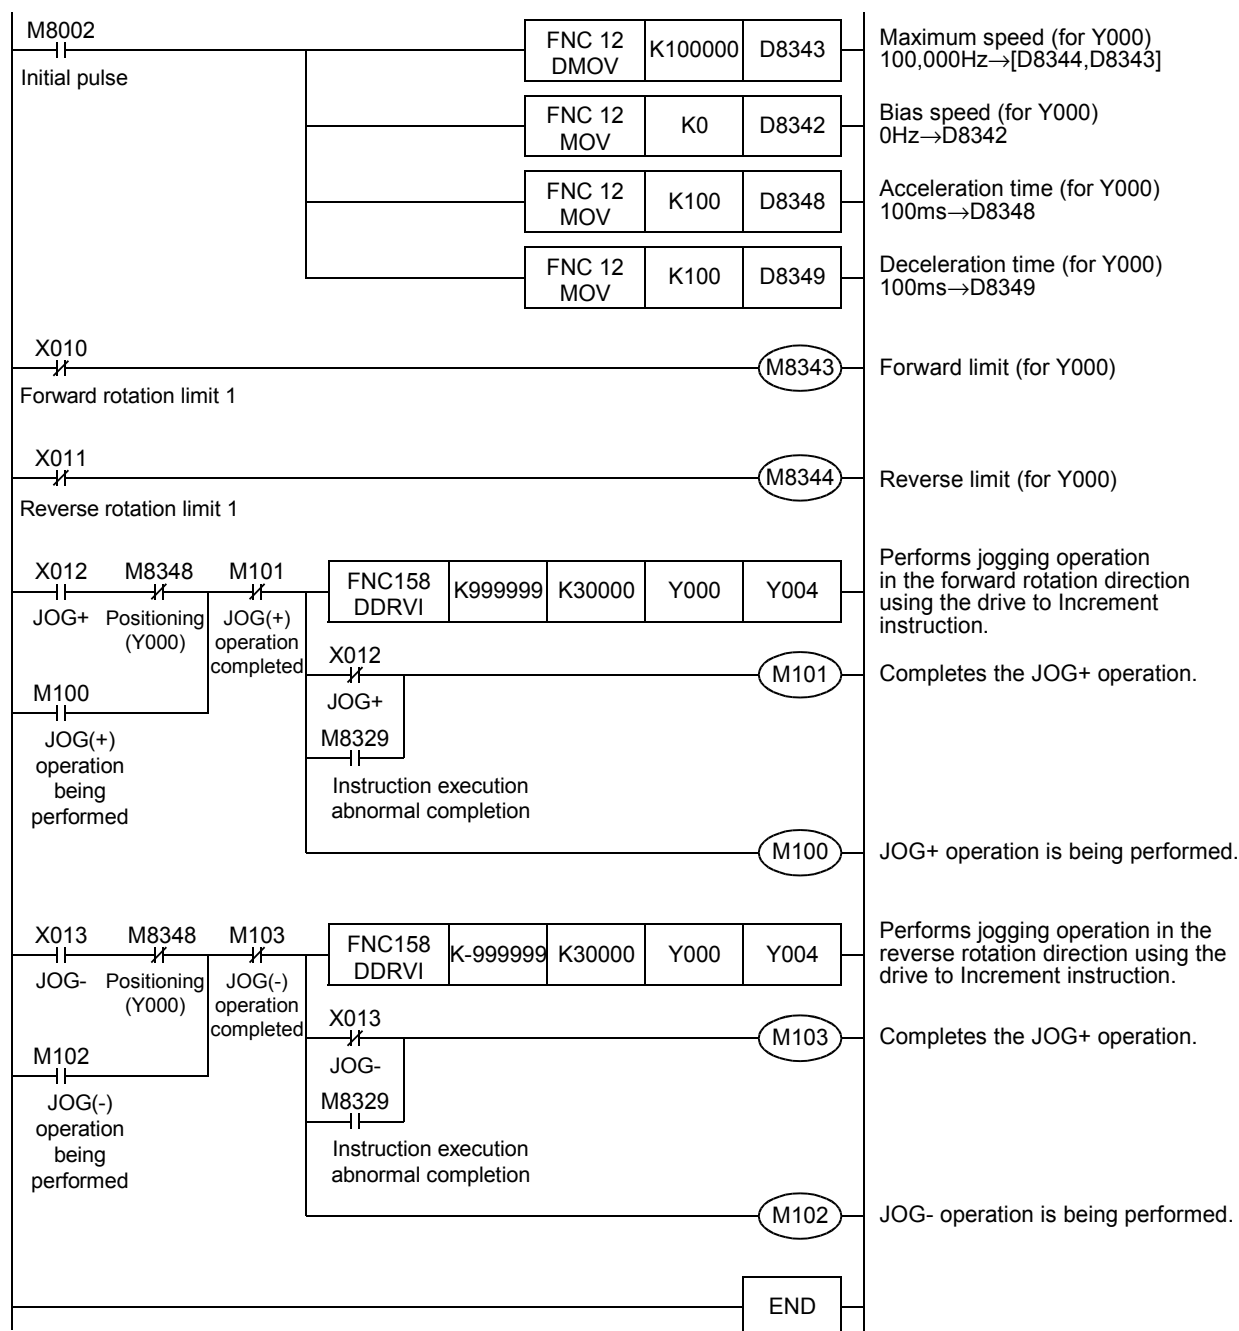 M8002
Initial pulse
FNC 12
DMOV
K100000
D8343
Maximum speed (for Y000)
100,000Hz→[D8344,D8343]
FNC 12
MOV
K0
D8342
Bias speed (for Y000)
0Hz→D8342
FNC 12
MOV
K100
D8348
Acceleration time (for Y000)
100ms→D8348
FNC 12
MOV
K100
D8349
Deceleration time (for Y000)
100ms→D8349
X010
Forward rotation limit 1
M8343
Forward limit (for Y000)
X011
Reverse rotation limit 1
M8344
Reverse limit (for Y000)
X012
JOG+
M8348
Positioning
(Y000)
M101
JOG(+)
operation
completed
FNC158
DDRVI
K999999
K30000
Y000
Y004
Performs jogging operation
in the forward rotation direction
using the drive to Increment
instruction.
X012
JOG+
M101
Completes the JOG+ operation.
M100
JOG(+)
operation
being
performed
M8329
Instruction execution
abnormal completion
M100
JOG+ operation is being performed.
X013
JOG-
M8348
Positioning
(Y000)
M103
JOG(-)
operation
completed
FNC158
DDRVI
K-999999
K30000
Y000
Y004
Performs jogging operation in the
reverse rotation direction using the
drive to Increment instruction.
X013
JOG-
M103
Completes the JOG+ operation.
M102
JOG(-)
operation
being
performed
M8329
Instruction execution
abnormal completion
M102
JOG- operation is being performed.
END